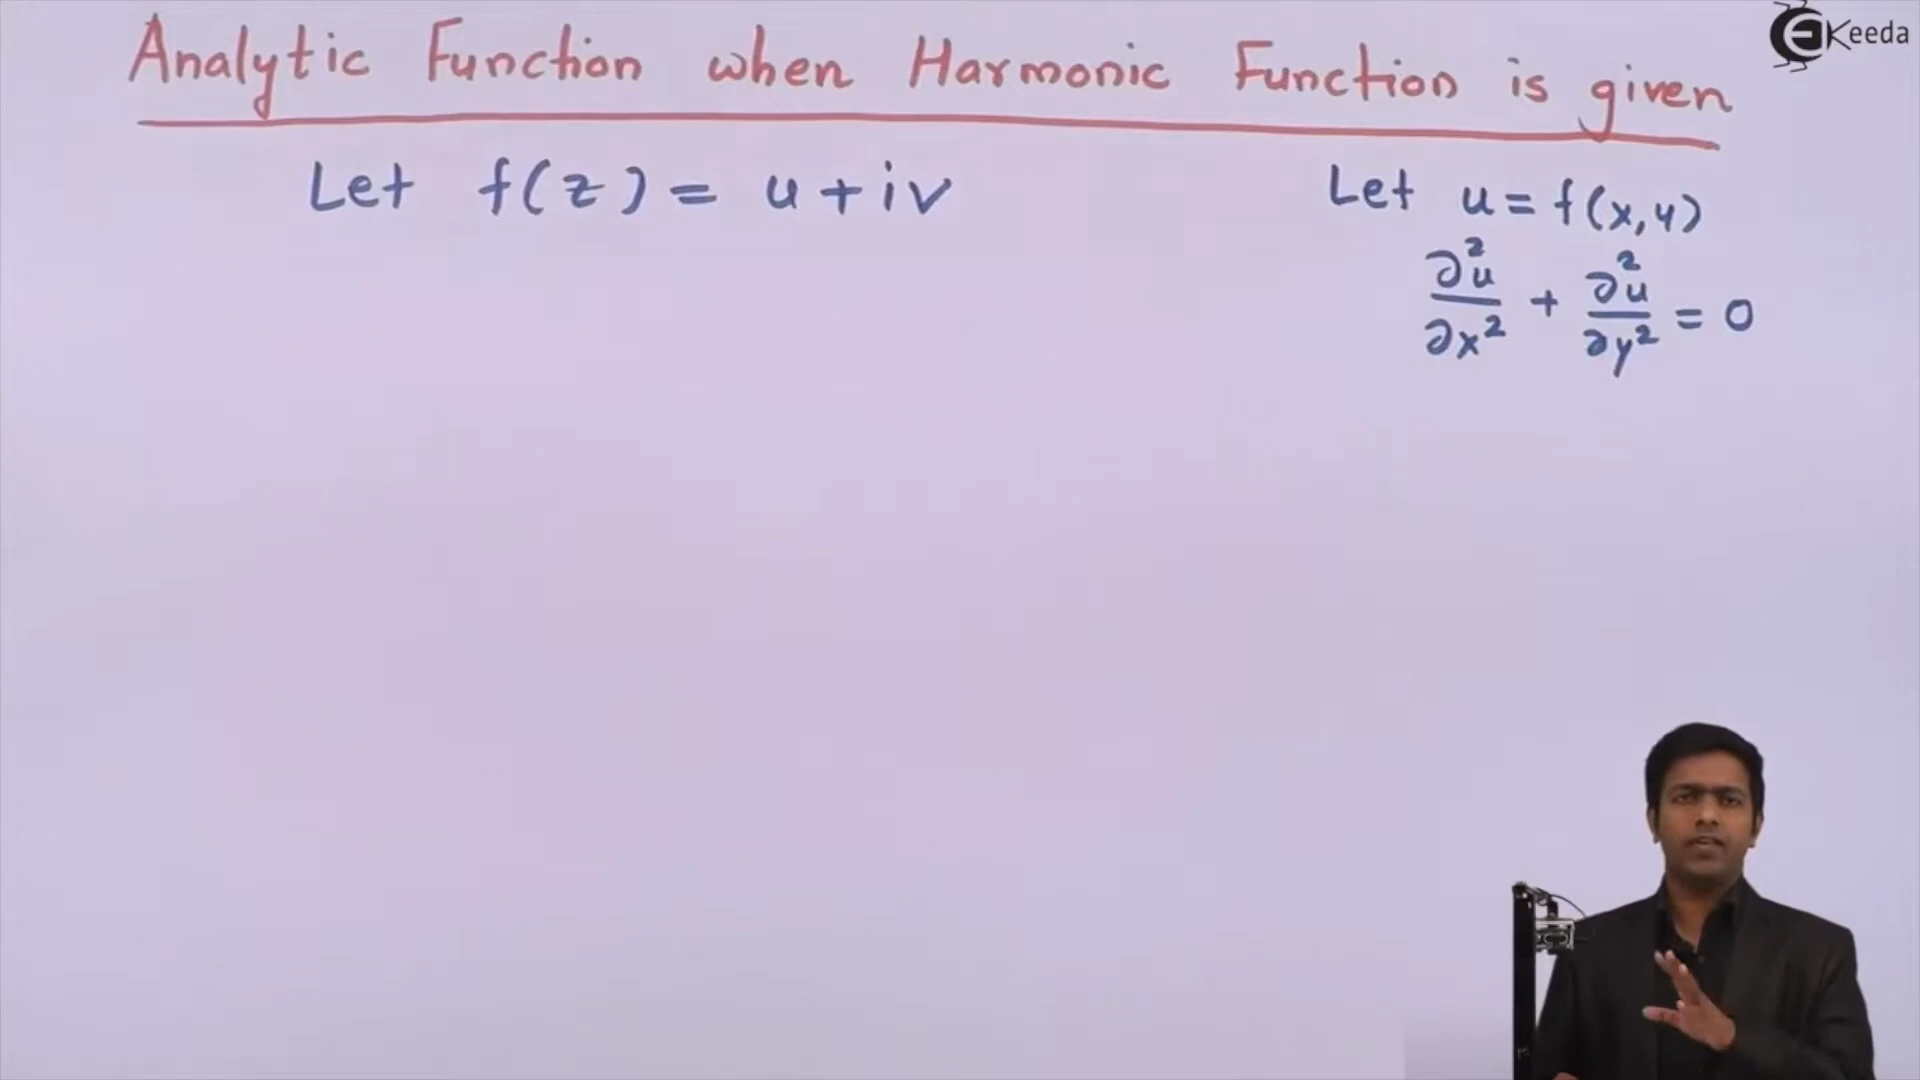 Analytic Function when Harmonic Function is given
EKeeda
Let f(z) = u + iv
Let u = f(x,y)
∂²u/∂x² + ∂²u/∂y² = 0